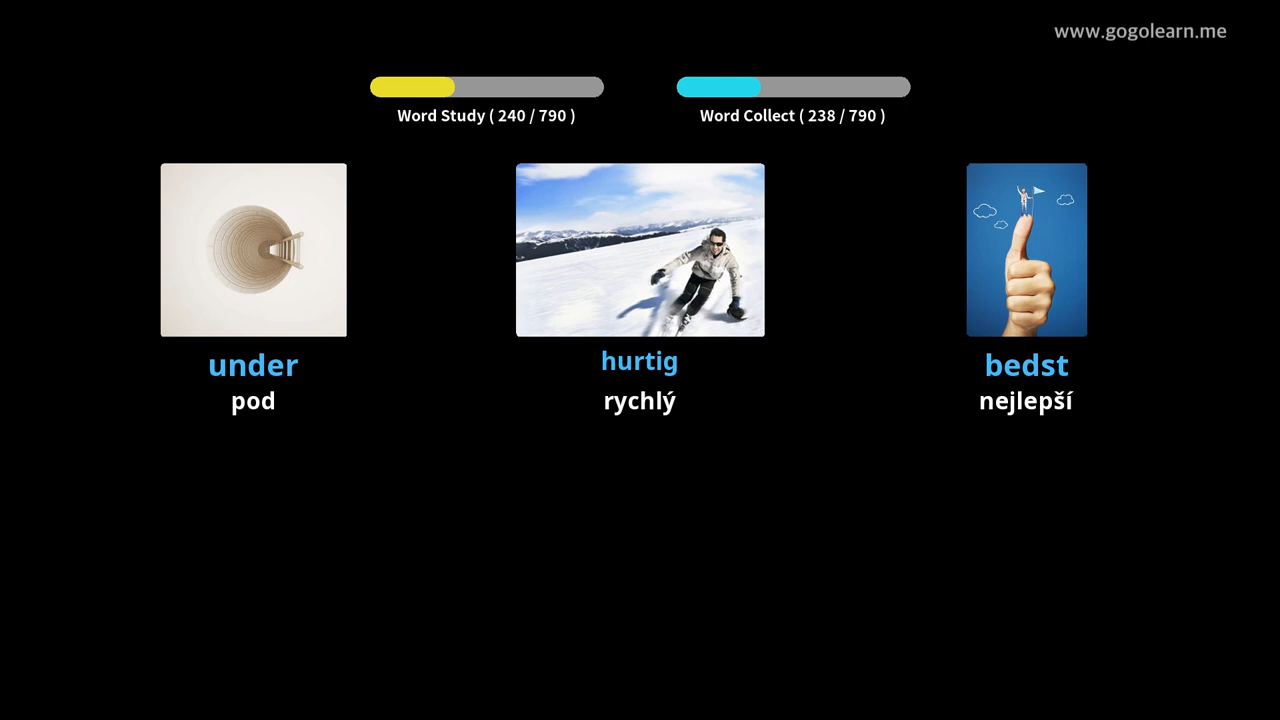 www.gogolearn.me
Word Study ( 240 / 790 )
Word Collect ( 238 / 790 )
under
pod
hurtig
rychlý
bedst
nejlepší